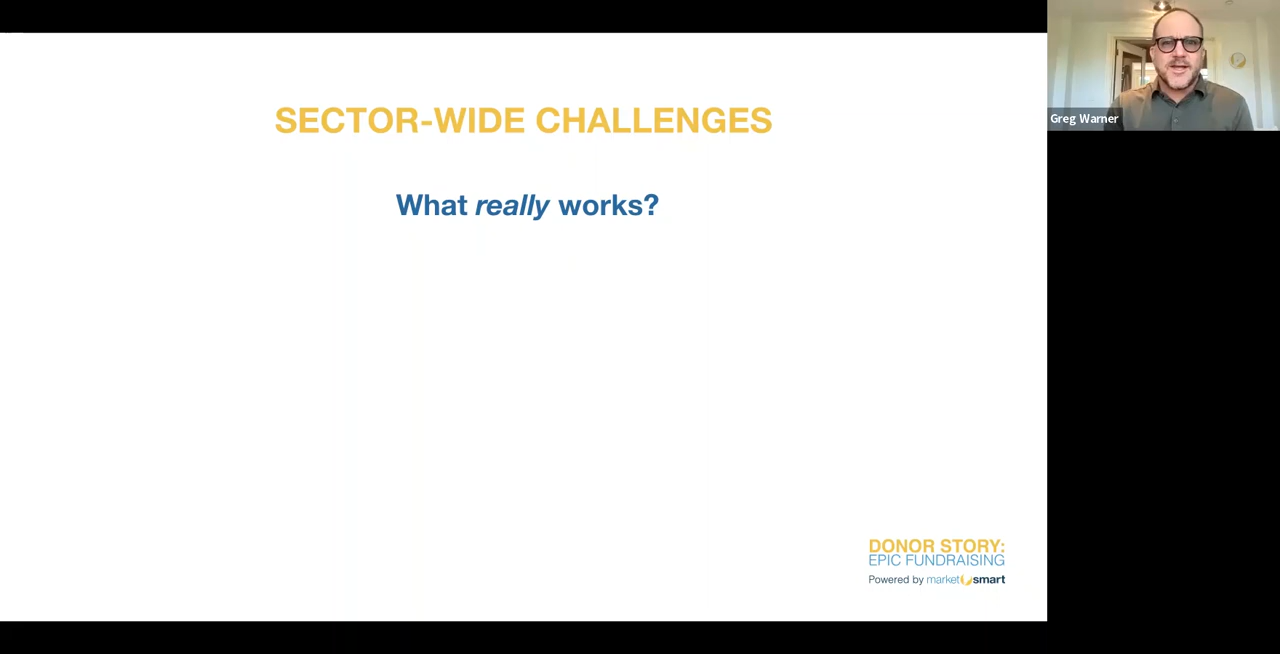 SECTOR-WIDE CHALLENGES
What really works?
Greg Warner
DONOR STORY:
EPIC FUNDRAISING
Powered by marketsmart